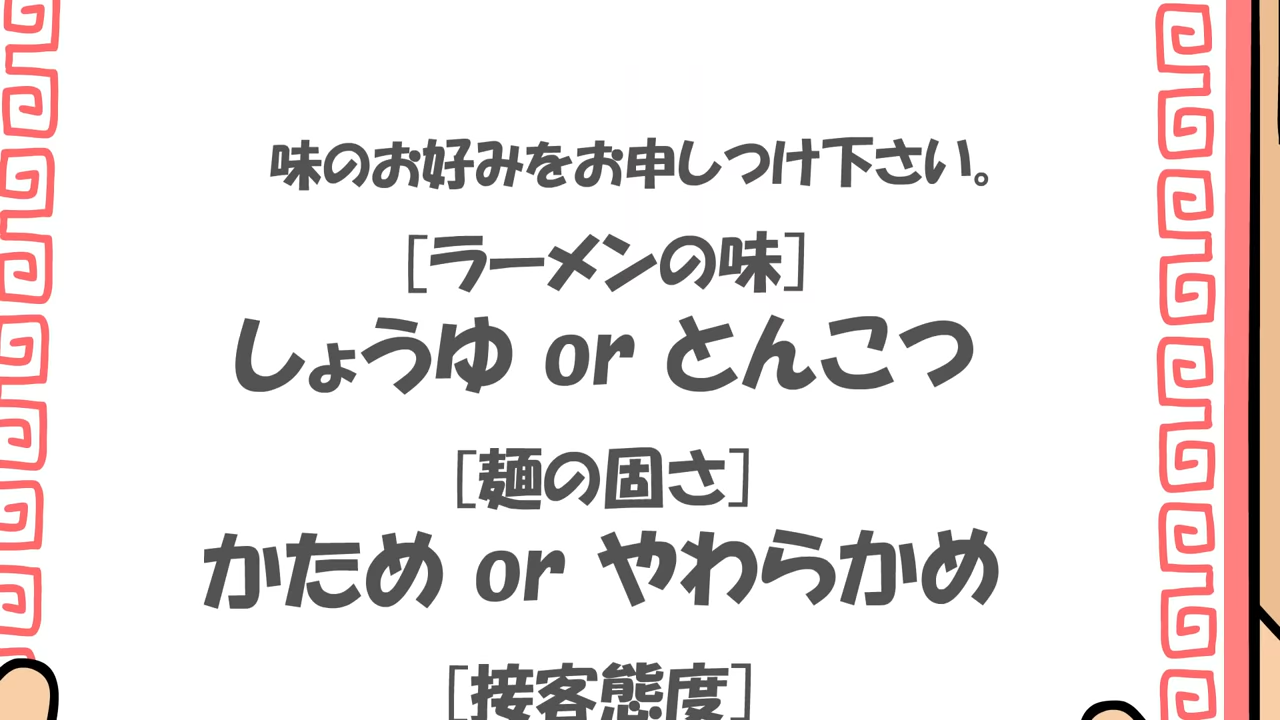 味のお好みをお申しつけ下さい。
[ラーメンの味]
しょうゆ or とんこつ
[麺の固さ]
かため or やわらかめ
[接客態度]